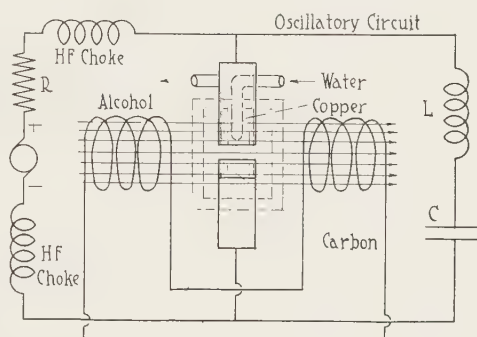 Oscillatory Circuit
HF Choke
R
Water
Alcohol
Copper
L
+
−
C
Carbon
HF
Choke